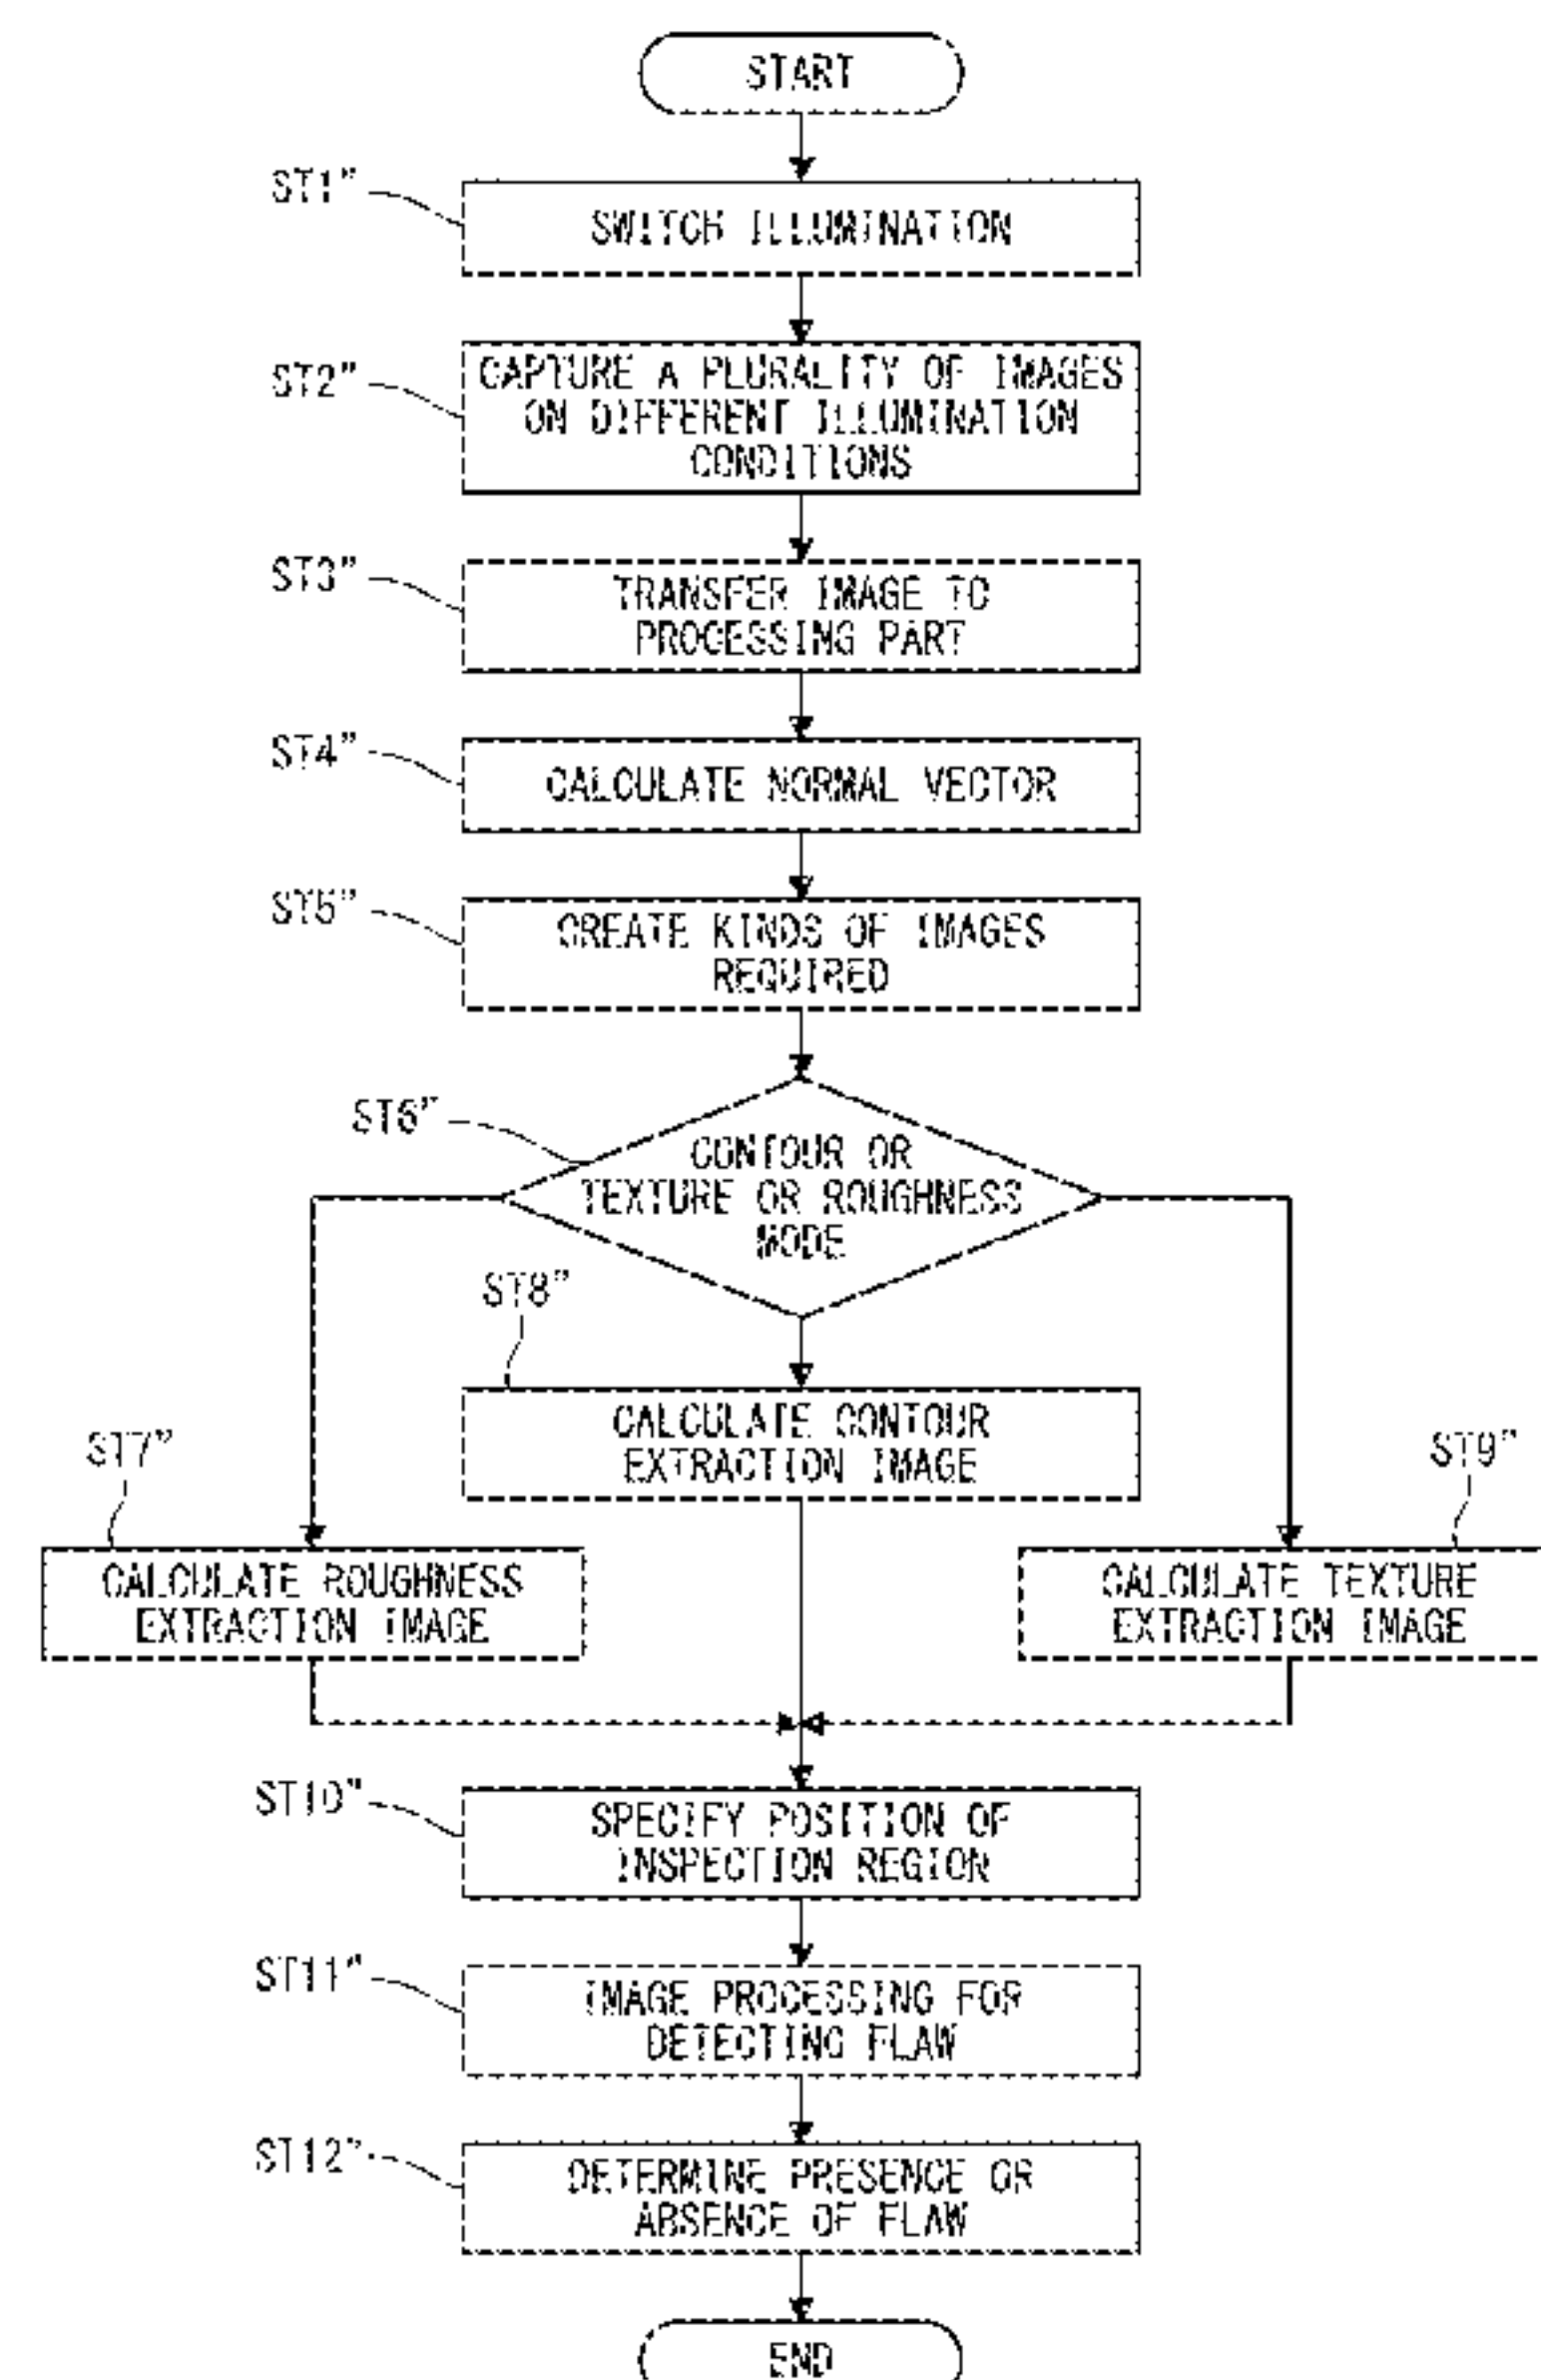 START
ST1"
SWITCH ILLUMINATION
ST2"
CAPTURE A PLURALITY OF IMAGES
ON DIFFERENT ILLUMINATION
CONDITIONS
ST3"
TRANSFER IMAGE TO
PROCESSING PART
ST4"
CALCULATE NORMAL VECTOR
ST5"
CREATE KINDS OF IMAGES
REQUIRED
ST6"
CONTOUR OR
TEXTURE OR ROUGHNESS
MODE
ST8"
CALCULATE CONTOUR
EXTRACTION IMAGE
ST7"
CALCULATE ROUGHNESS
EXTRACTION IMAGE
ST9"
CALCULATE TEXTURE
EXTRACTION IMAGE
ST10"
SPECIFY POSITION OF
INSPECTION REGION
ST11"
IMAGE PROCESSING FOR
DETECTING FLAW
ST12"
DETERMINE PRESENCE OR
ABSENCE OF FLAW
END